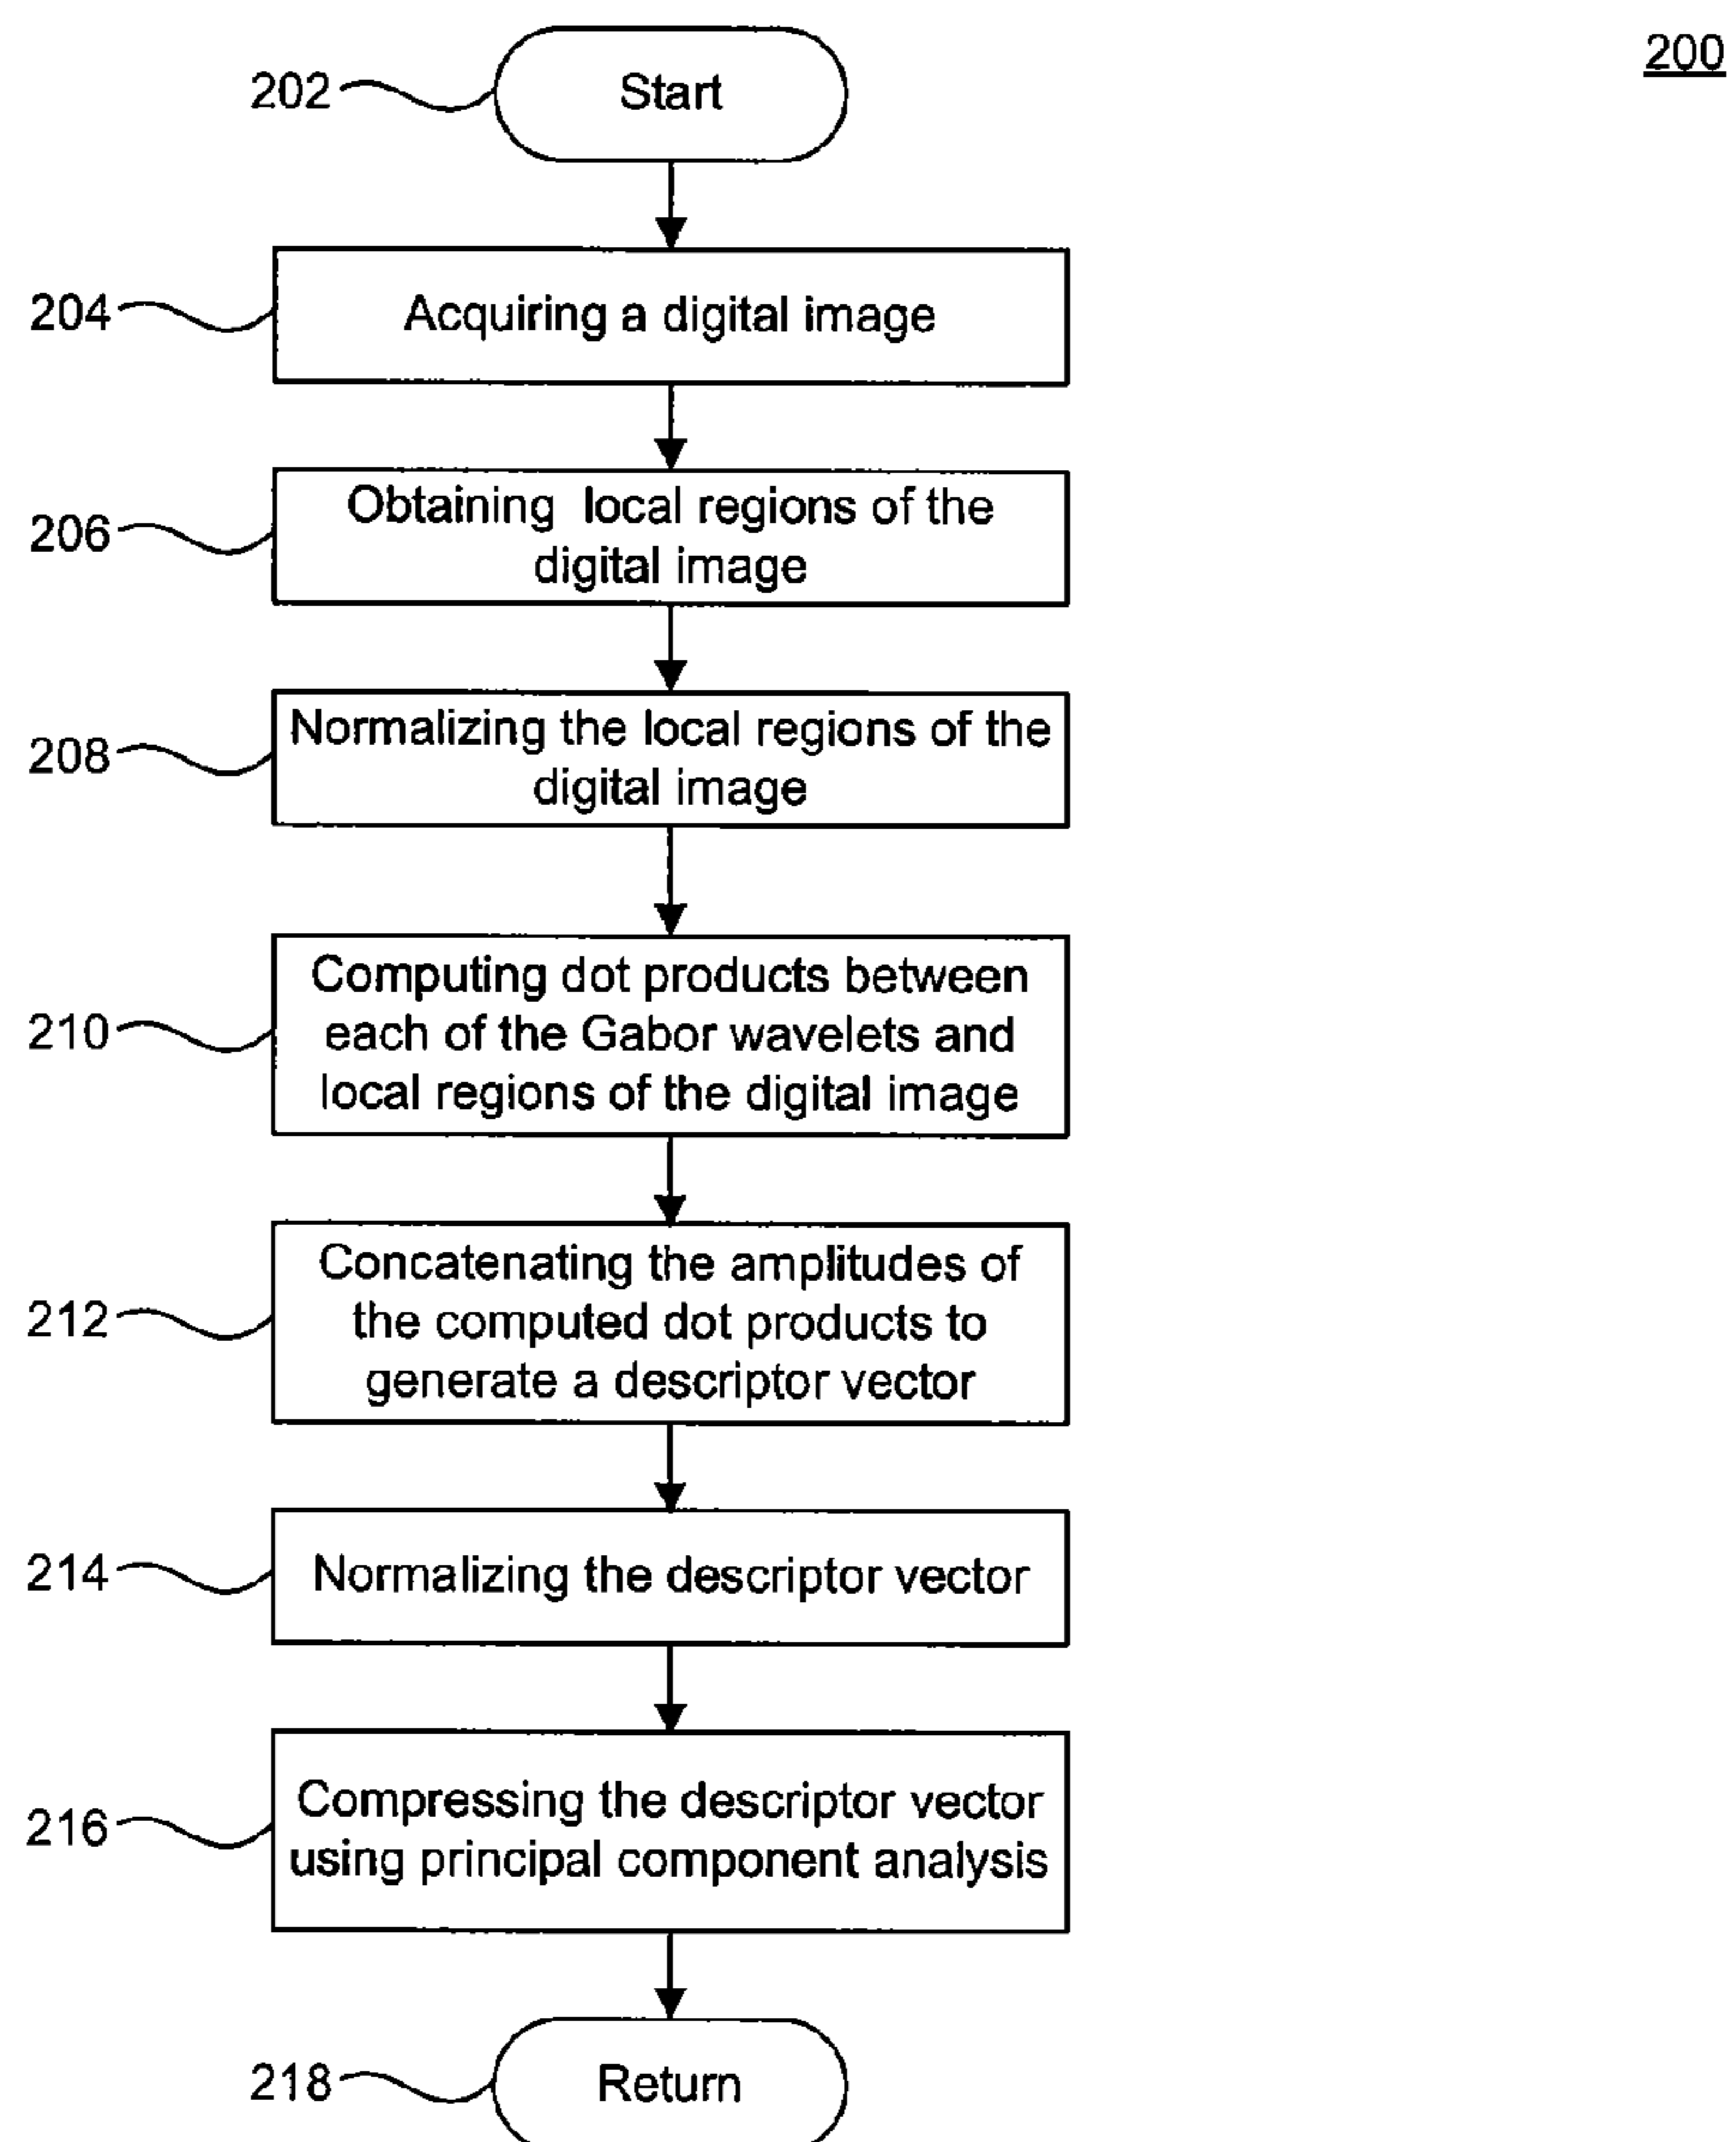 200
202
Start
204
Acquiring a digital image
206
Obtaining local regions of the
digital image
208
Normalizing the local regions of the
digital image
210
Computing dot products between
each of the Gabor wavelets and
local regions of the digital image
212
Concatenating the amplitudes of
the computed dot products to
generate a descriptor vector
214
Normalizing the descriptor vector
216
Compressing the descriptor vector
using principal component analysis
218
Return